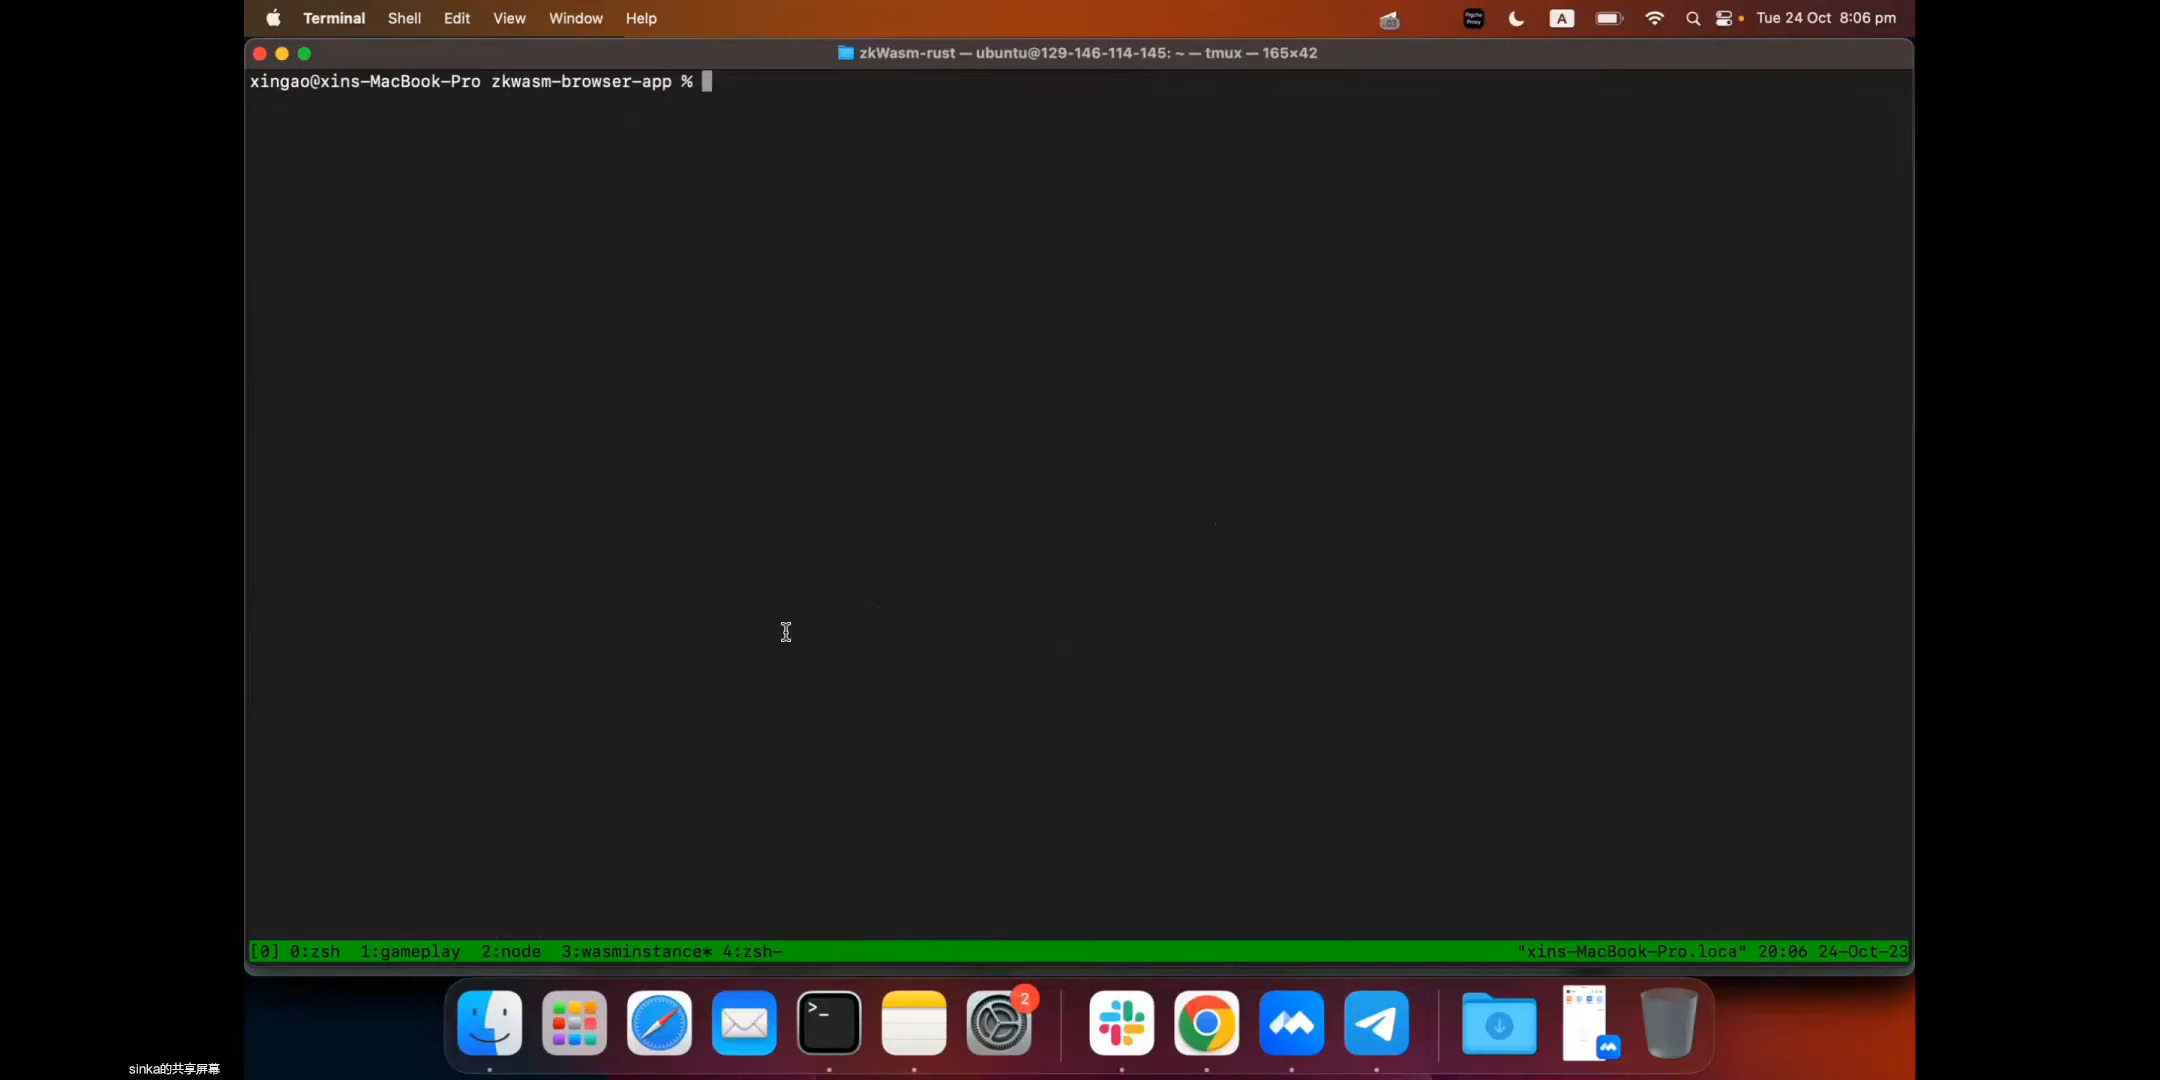 Terminal Shell Edit View Window Help
A
Tue 24 Oct 8:06 pm
zkWasm-rust — ubuntu@129-146-114-145: ~ — tmux — 165×42
xingao@xins-MacBook-Pro zkwasm-browser-app %
[0] 0:zsh 1:gameplay 2:node 3:wasminstance* 4:zsh- "xins-MacBook-Pro.loca" 20:06 24-Oct-23
>_
2
sinka的共享屏幕